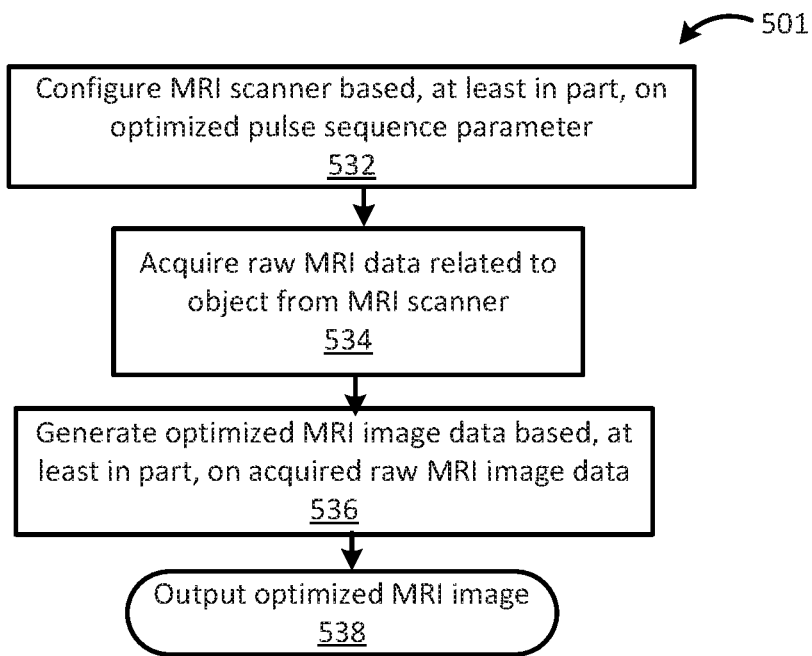 501
Configure MRI scanner based, at least in part, on
optimized pulse sequence parameter
532
Acquire raw MRI data related to
object from MRI scanner
534
Generate optimized MRI image data based, at
least in part, on acquired raw MRI image data
536
Output optimized MRI image
538